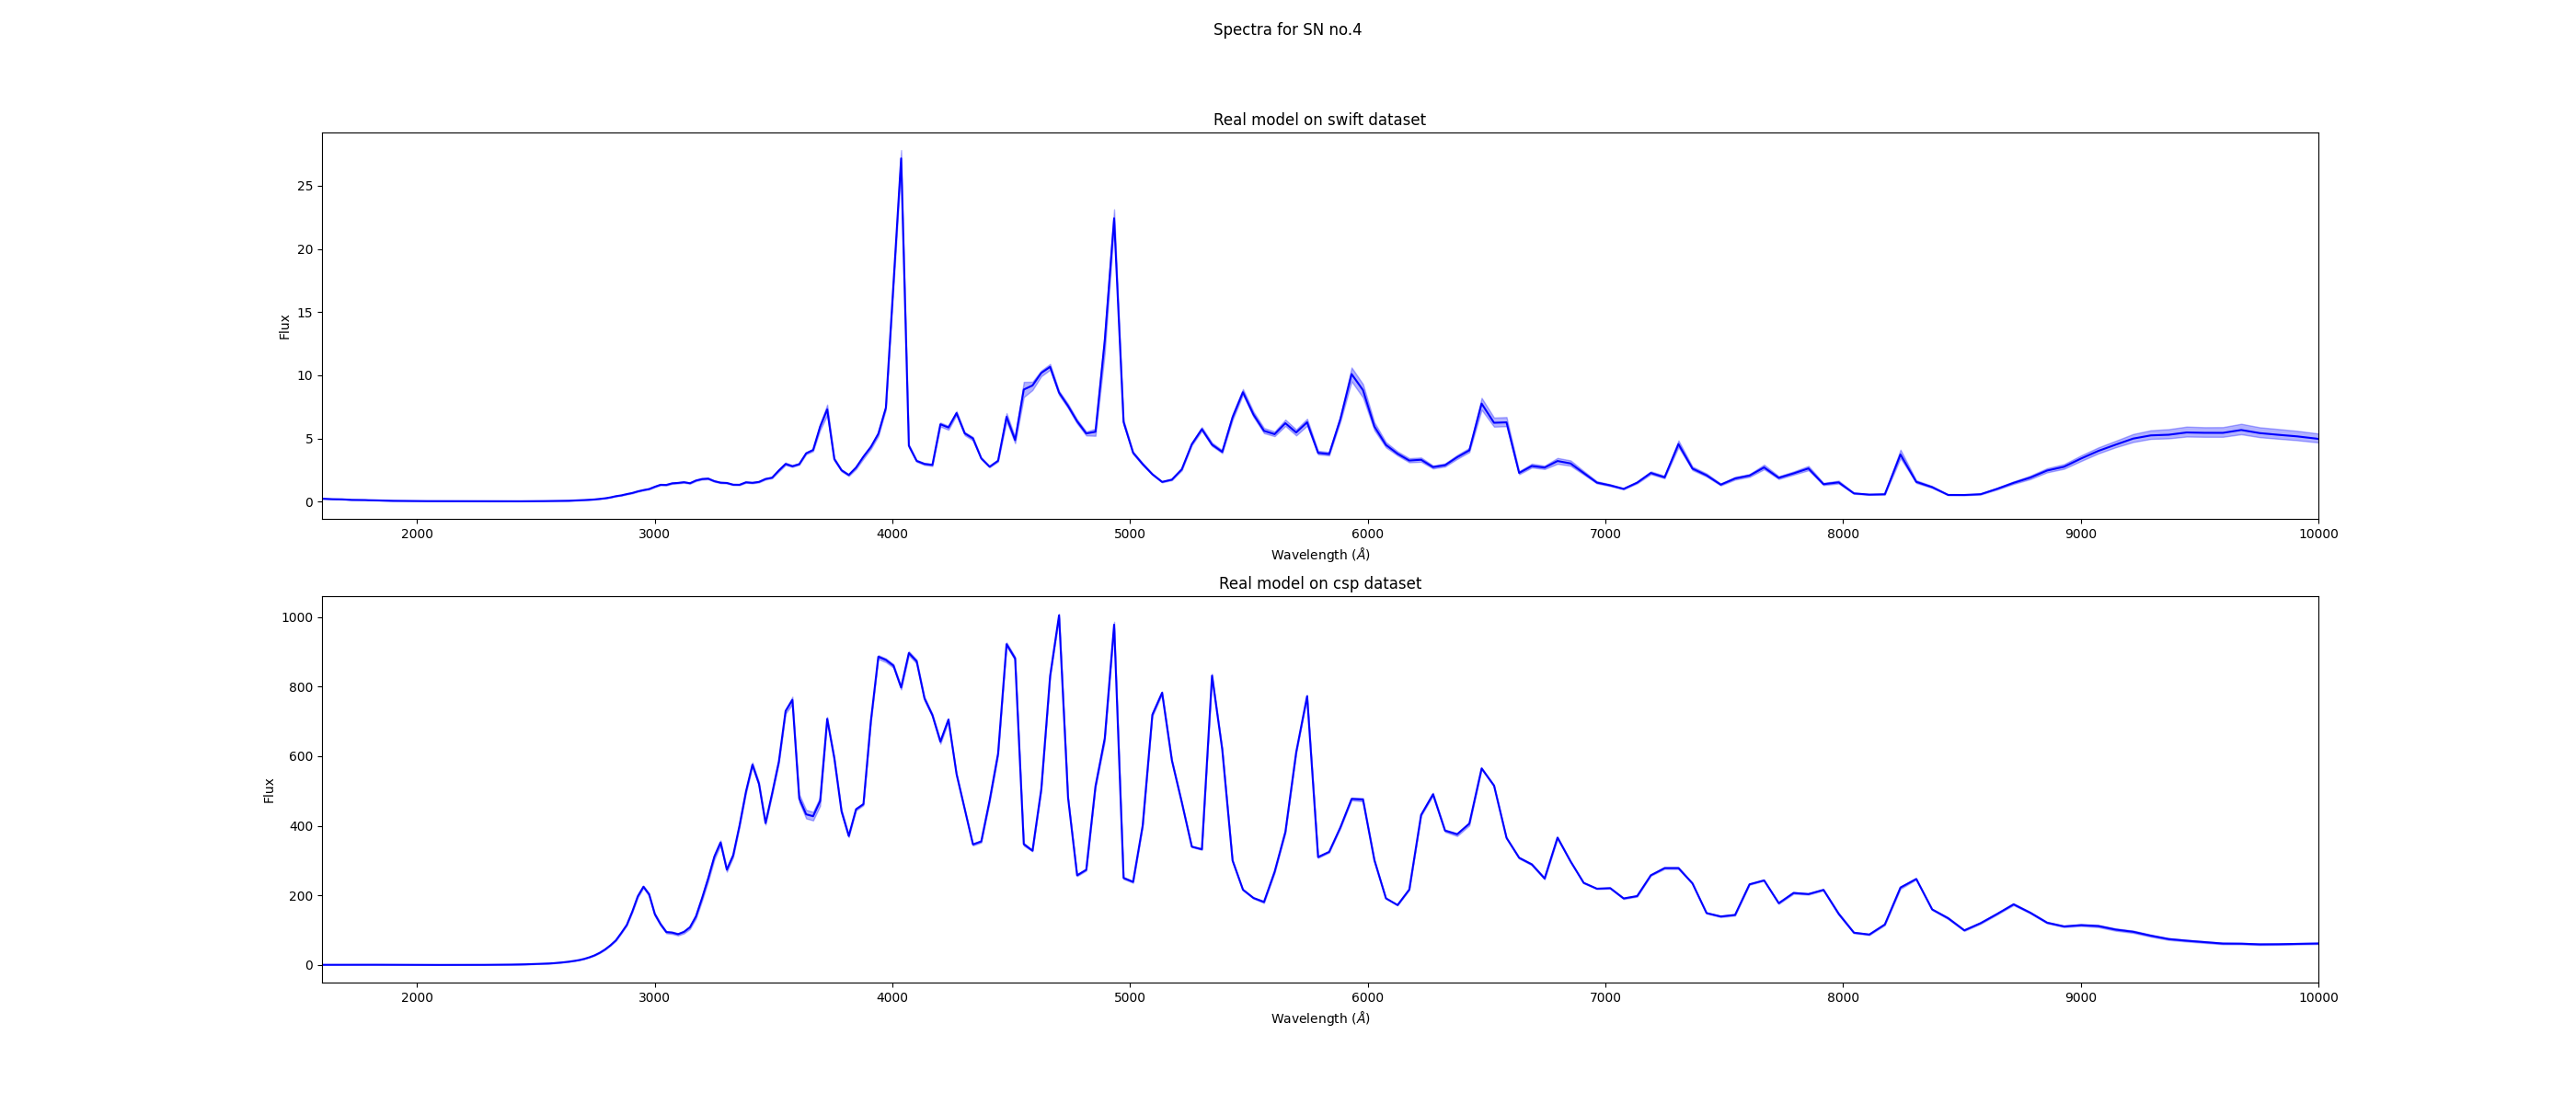 Spectra for SN no.4
Real model on swift dataset
25
20
15
10
5
0
Flux
2000 3000 4000 5000 6000 7000 8000 9000 10000
Wavelength (Å)
Real model on csp dataset
1000
800
600
400
200
0
Flux
2000 3000 4000 5000 6000 7000 8000 9000 10000
Wavelength (Å)